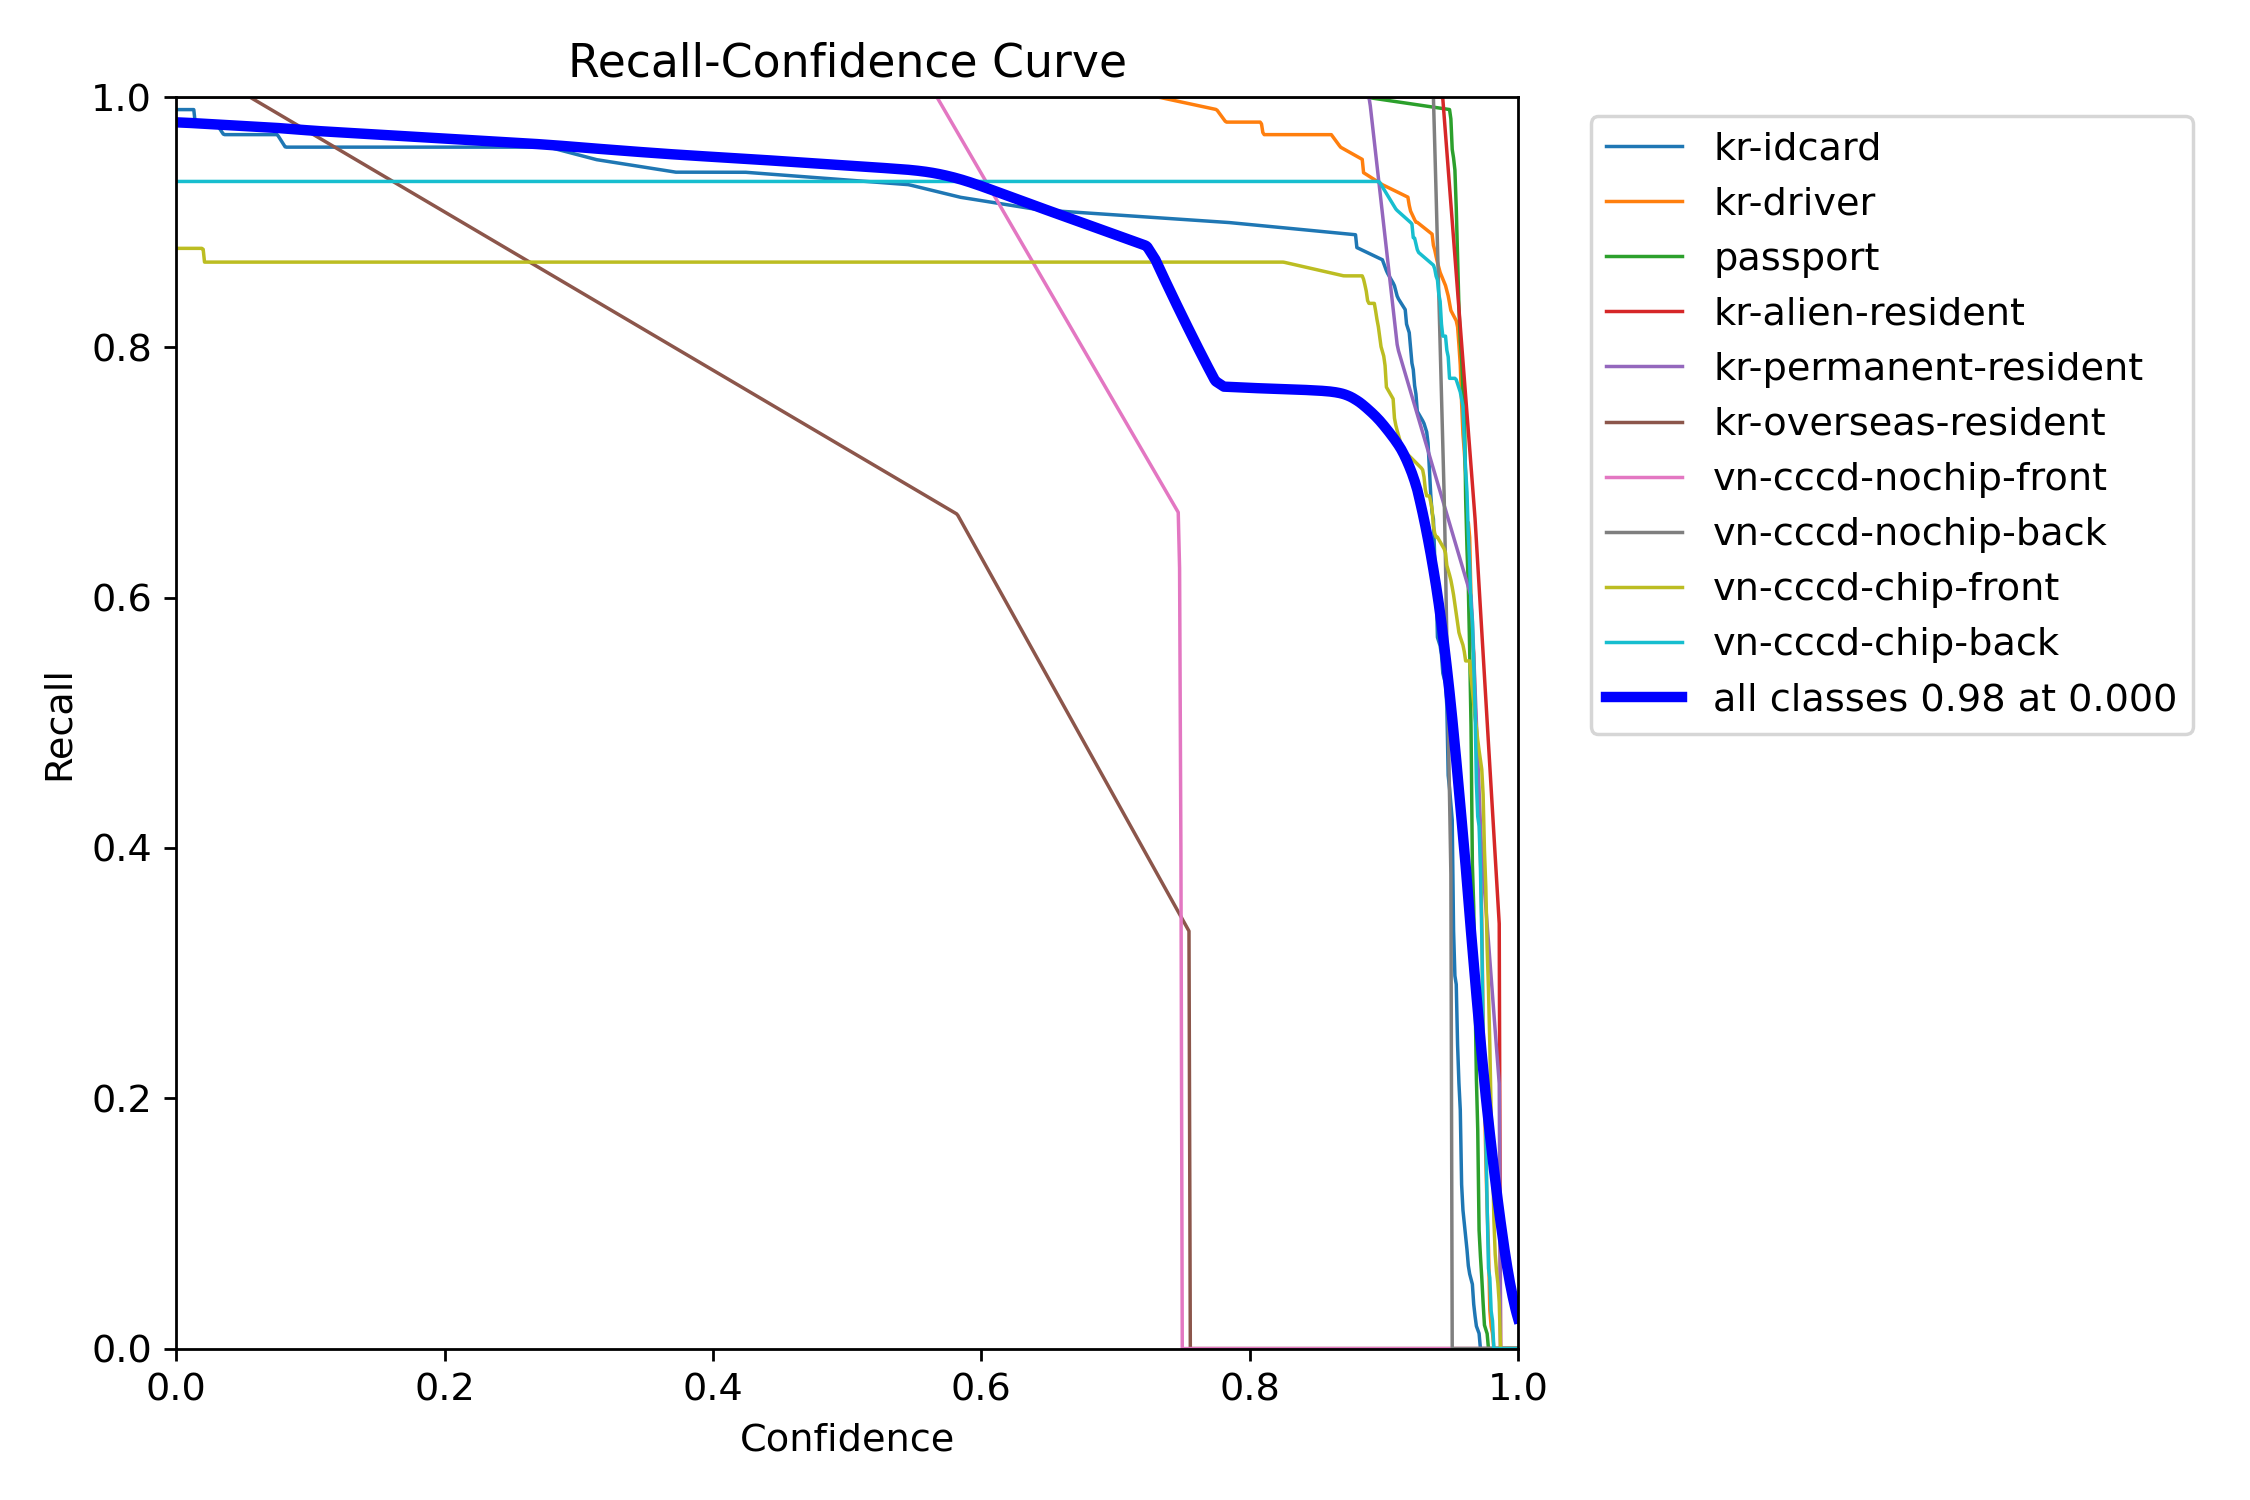 Recall-Confidence Curve
1.0
0.8
0.6
0.4
0.2
0.0
Recall
0.0 0.2 0.4 0.6 0.8 1.0
Confidence
kr-idcard
kr-driver
passport
kr-alien-resident
kr-permanent-resident
kr-overseas-resident
vn-cccd-nochip-front
vn-cccd-nochip-back
vn-cccd-chip-front
vn-cccd-chip-back
all classes 0.98 at 0.000